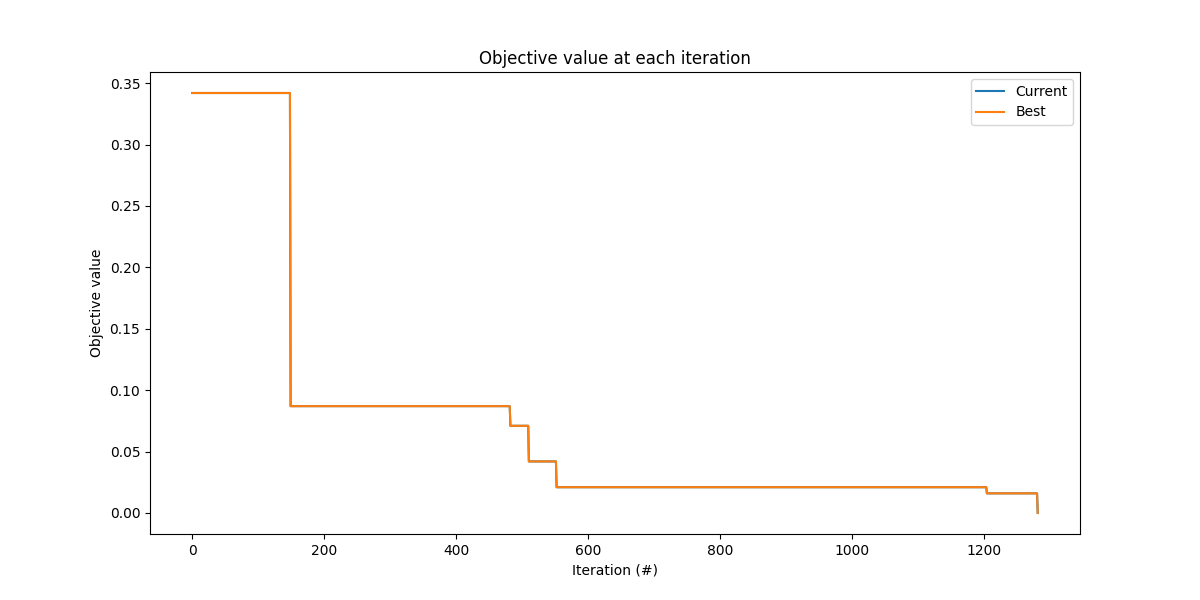 Objective value at each iteration
Current
Best
Objective value
0.35
0.30
0.25
0.20
0.15
0.10
0.05
0.00
0 200 400 600 800 1000 1200
Iteration (#)